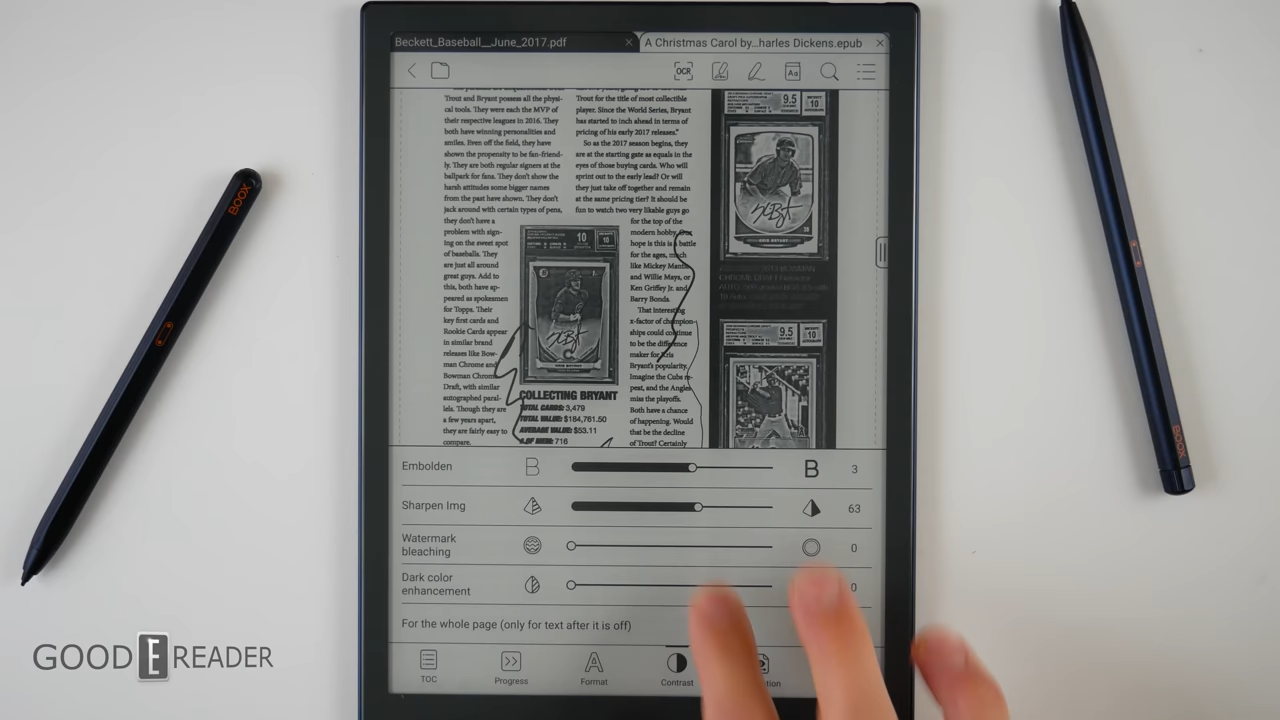 Beckett_Baseball__June_2017.pdf
A Christmas Carol by...harles Dickens.epub
OCR
Aa
Trout and Bryant possess all the physi-
cal tools. They were each the MVP of
their respective leagues in 2016. They
both have winning personalities and
smiles. Even off the field, they have
shown the propensity to be fan-friend-
ly. They are both regular signers at the
ballpark for fans. They don't show the
harsh attitudes some bigger names
from the past have shown. They don't
jack around with certain types of pens,
they don't have a
problem with sign-
ing on the sweet spot
of baseballs. They
are just all around
great guys. Add to
this, both have ap-
peared as spokesmen
for Topps. Their
key first cards and
Rookie Cards appear
in similar brand
releases like Bow-
man Chrome and
Bowman Chrome
Draft, with similar
autographed paral-
lels. Though they are
a few years apart,
they are fairly easy to
compare.
10
10
KRIS BRYANT
COLLECTING BRYANT
TOTAL CARDS: 3,479
TOTAL VALUE: $184,761.50
AVERAGE VALUE: $53.11
# OF MEM: 716
Trout for the title of most collectible
player. Since the World Series, Bryant
has started to inch ahead in terms of
pricing of his early 2017 releases."
So as the 2017 season begins, they
are at the starting gate as equals in the
eyes of those buying cards. Who will
sprint out to the early lead? Or will
they just take off together and remain
at the same pricing tier? It should be
fun to watch two very likable guys go
for the top of the
modern hobby. Our
hope is this is a battle
for the ages, much
like Mickey Mantle
and Willie Mays, or
Ken Griffey Jr. and
Barry Bonds.
That interesting
x-factor of champion-
ships could continue
to be the difference
maker for Kris
Bryant's popularity.
Imagine the Cubs re-
peat, and the Angles
miss the playoffs.
Both have a chance
of happening. Would
that be the decline
of Trout? Certainly
9.5
10
KRIS BRYANT
9.5
10
Embolden
B
B
3
Sharpen Img
63
Watermark
bleaching
0
Dark color
enhancement
0
For the whole page (only for text after it is off)
TOC
Progress
Format
Contrast
BOOX
BOOX
GOOD E READER